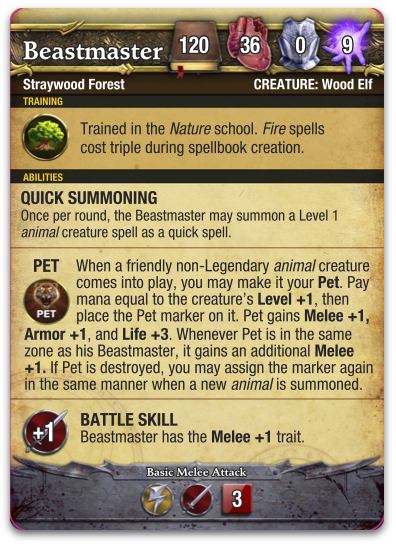 Beastmaster 120 36 0 9
Straywood Forest CREATURE: Wood Elf
TRAINING
Trained in the Nature school. Fire spells
cost triple during spellbook creation.
ABILITIES
QUICK SUMMONING
Once per round, the Beastmaster may summon a Level 1
animal creature spell as a quick spell.
PET When a friendly non-Legendary animal creature
comes into play, you may make it your Pet. Pay
mana equal to the creature's Level +1, then
PET place the Pet marker on it. Pet gains Melee +1,
Armor +1, and Life +3. Whenever Pet is in the same
zone as his Beastmaster, it gains an additional Melee
+1. If Pet is destroyed, you may assign the marker again
in the same manner when a new animal is summoned.
BATTLE SKILL
+1 Beastmaster has the Melee +1 trait.
Basic Melee Attack
3